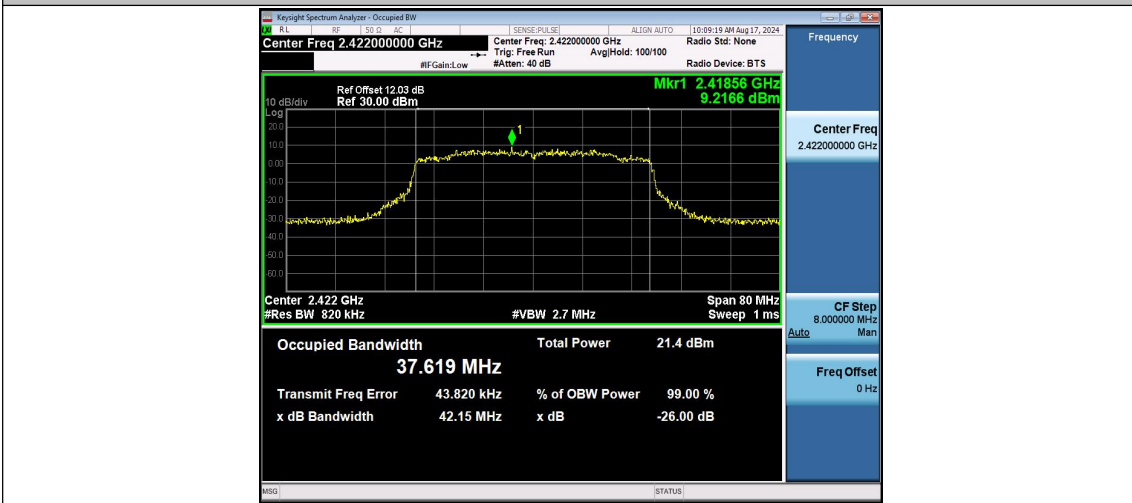 Keysight Spectrum Analyzer - Occupied BW
RL RF 50 Ω AC SENSE:PULSE ALIGN AUTO 10:09:19 AM Aug 17, 2024
Center Freq 2.422000000 GHz Center Freq: 2.422000000 GHz Radio Std: None
Trig: Free Run Avg|Hold: 100/100
#IFGain:Low #Atten: 40 dB Radio Device: BTS
Frequency
Mkr1 2.41856 GHz
9.2166 dBm
Ref Offset 12.03 dB
10 dB/div Ref 30.00 dBm
Log
20.0
10.0
0.00
-10.0
-20.0
-30.0
-40.0
-50.0
-60.0
1
Center Freq
2.422000000 GHz
Center 2.422 GHz Span 80 MHz
#Res BW 820 kHz #VBW 2.7 MHz Sweep 1 ms
CF Step
8.000000 MHz
Auto Man
Occupied Bandwidth Total Power 21.4 dBm
37.619 MHz
Transmit Freq Error 43.820 kHz % of OBW Power 99.00 %
x dB Bandwidth 42.15 MHz x dB -26.00 dB
Freq Offset
0 Hz
MSG STATUS